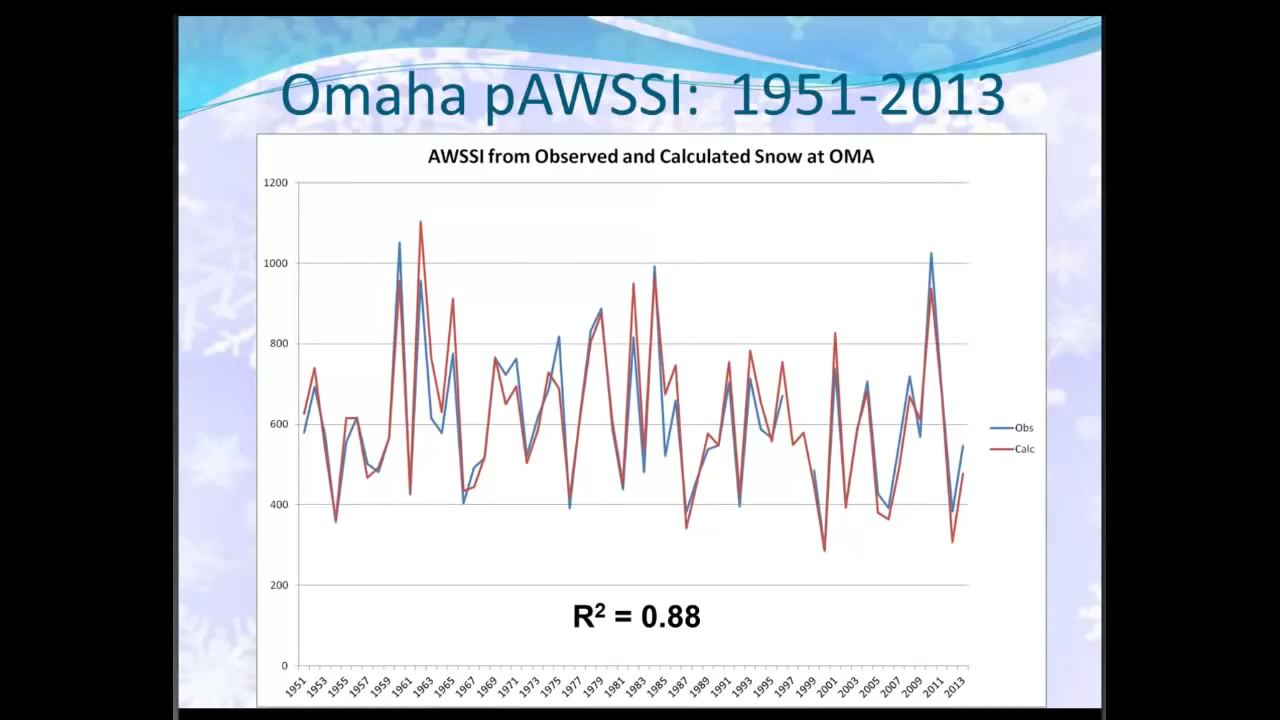 Omaha pAWSSI: 1951-2013
AWSSI from Observed and Calculated Snow at OMA
1200
1000
800
600
400
200
0
Obs
Calc
R² = 0.88
1951 1953 1955 1957 1959 1961 1963 1965 1967 1969 1971 1973 1975 1977 1979 1981 1983 1985 1987 1989 1991 1993 1995 1997 1999 2001 2003 2005 2007 2009 2011 2013